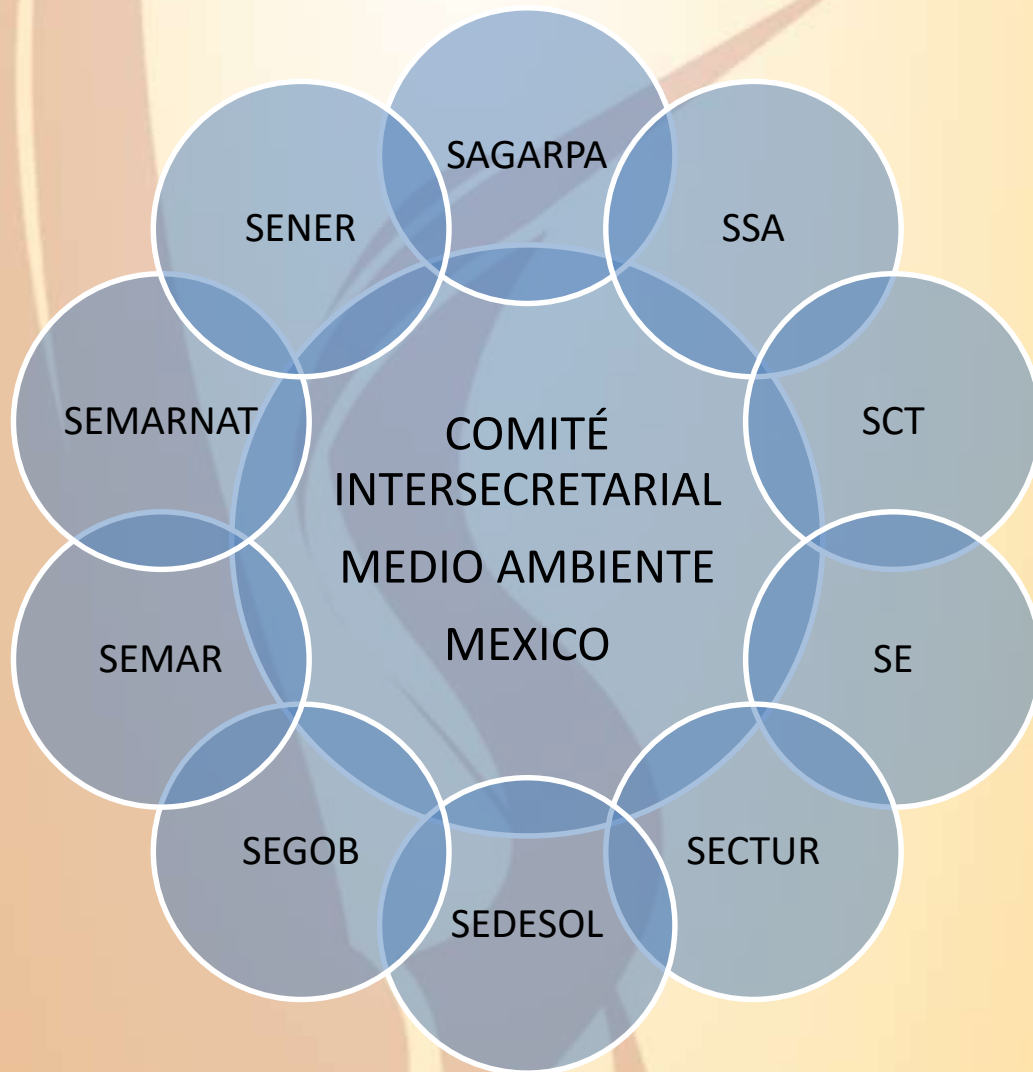 SAGARPA
SENER
SSA
SEMARNAT
SCT
COMITÉ
INTERSECRETARIAL
MEDIO AMBIENTE
MEXICO
SEMAR
SE
SEGOB
SECTUR
SEDESOL